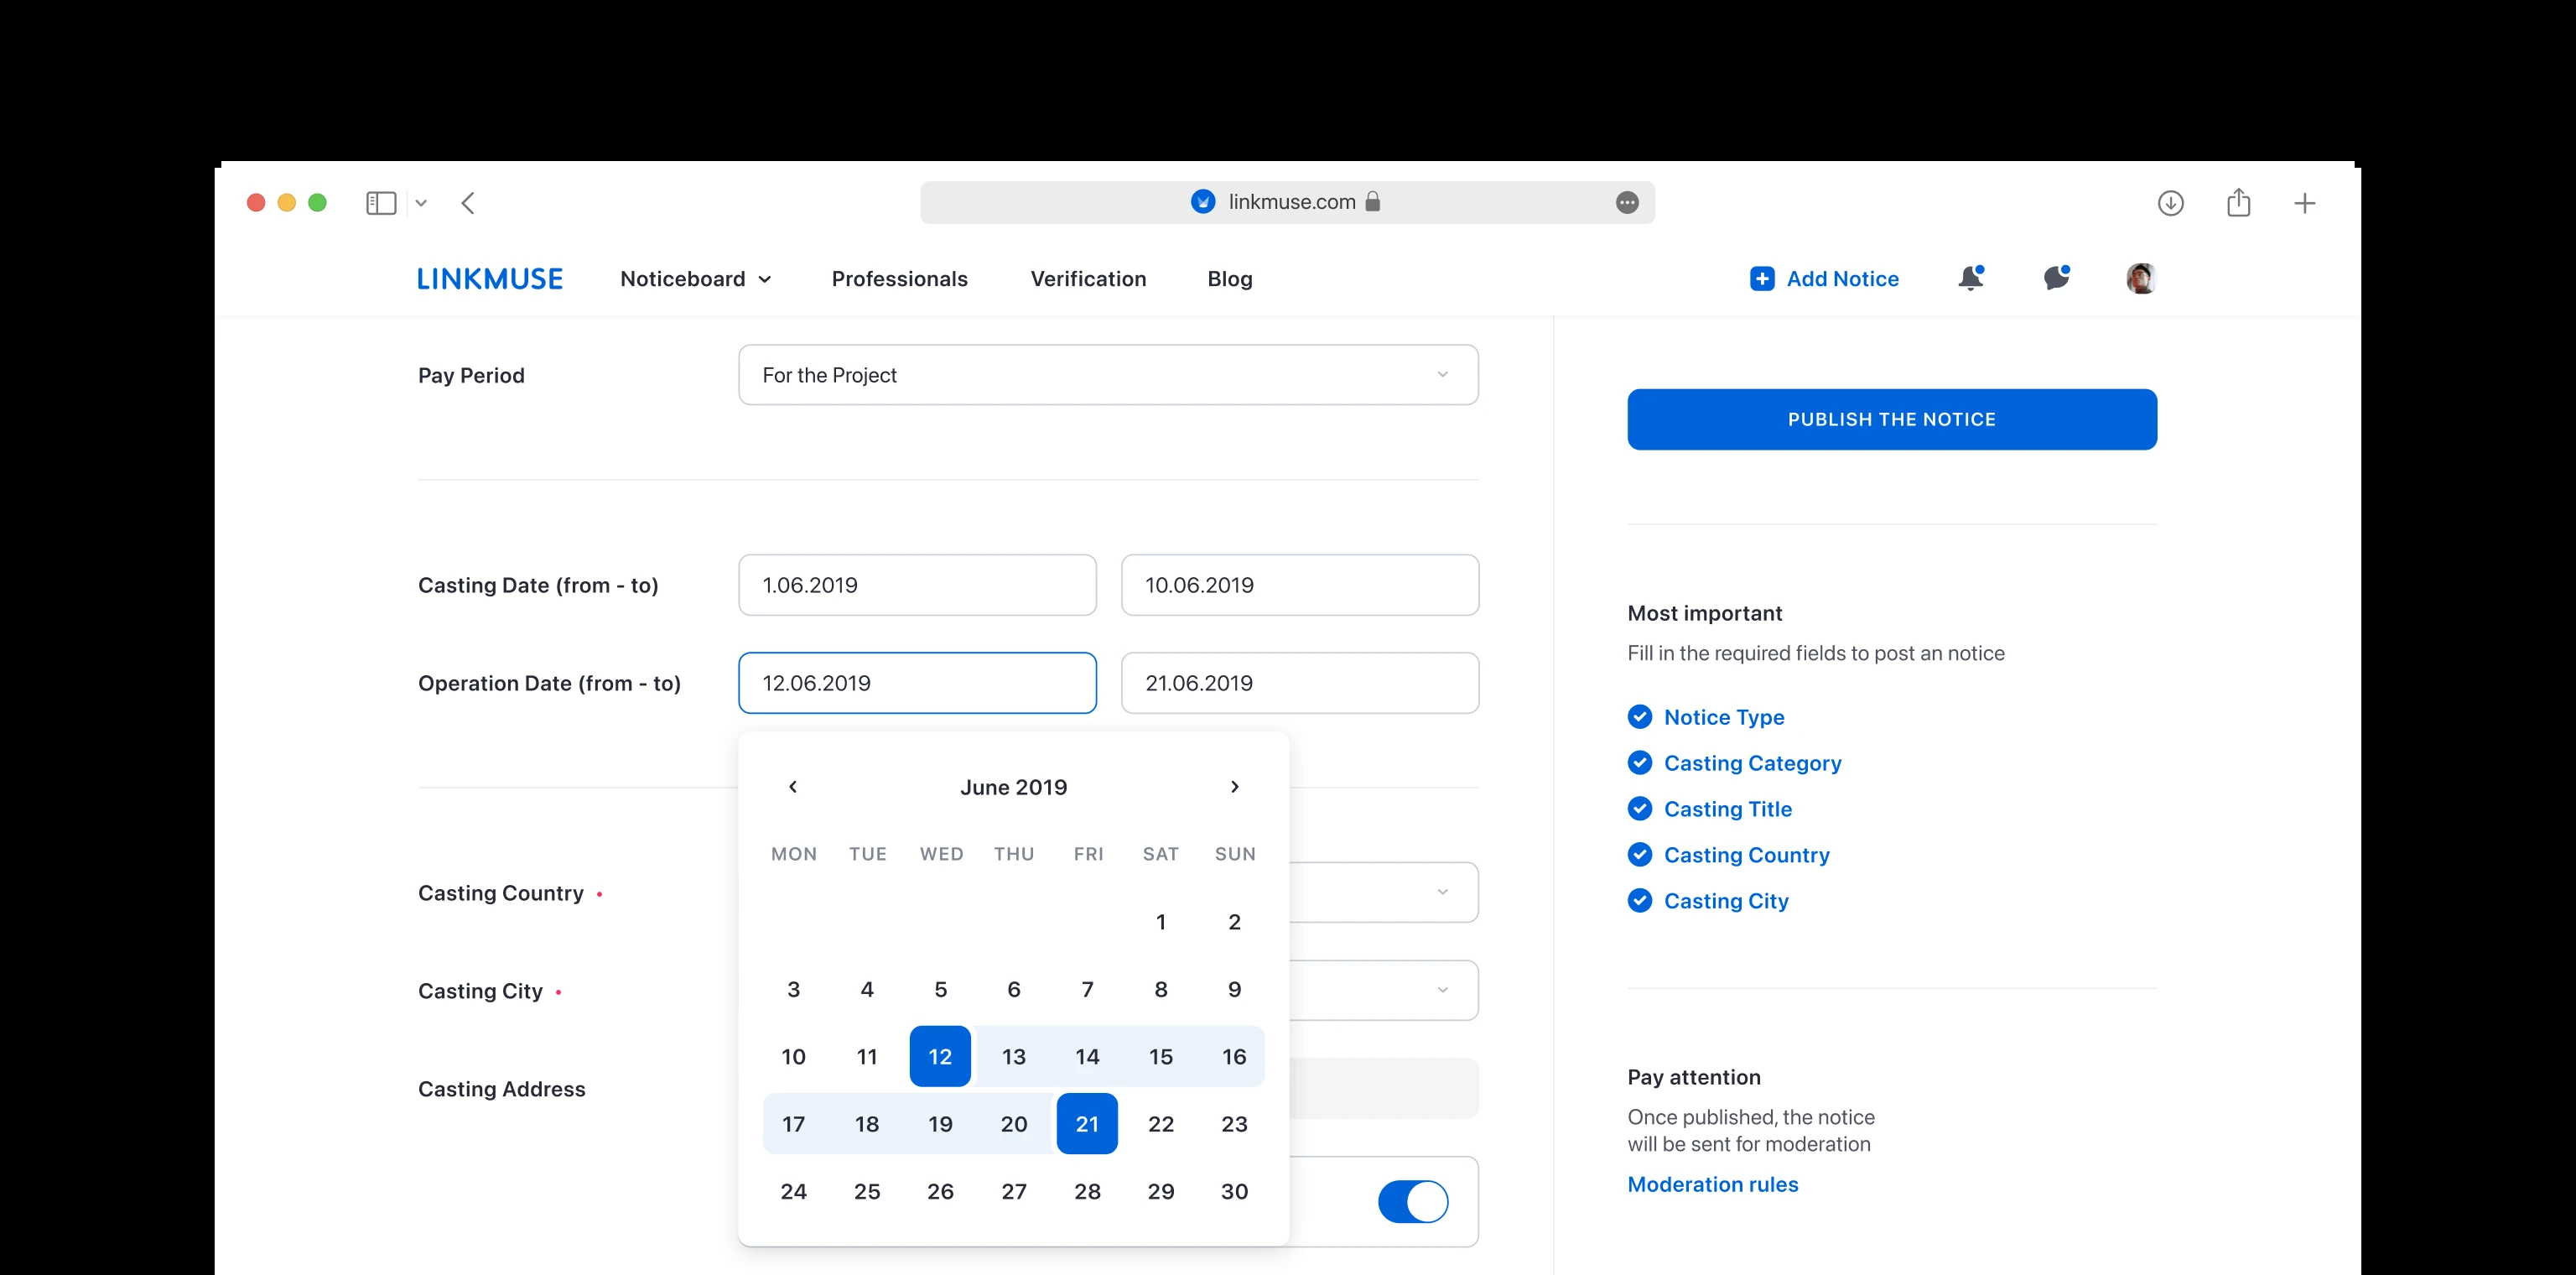 linkmuse.com
LINKMUSE Noticeboard Professionals Verification Blog Add Notice
Pay Period For the Project
PUBLISH THE NOTICE
Casting Date (from - to) 1.06.2019 10.06.2019
Operation Date (from - to) 12.06.2019 21.06.2019
June 2019
MON TUE WED THU FRI SAT SUN
1 2
3 4 5 6 7 8 9
10 11 12 13 14 15 16
17 18 19 20 21 22 23
24 25 26 27 28 29 30
Casting Country •
Casting City •
Casting Address
Most important
Fill in the required fields to post an notice
Notice Type
Casting Category
Casting Title
Casting Country
Casting City
Pay attention
Once published, the notice
will be sent for moderation
Moderation rules